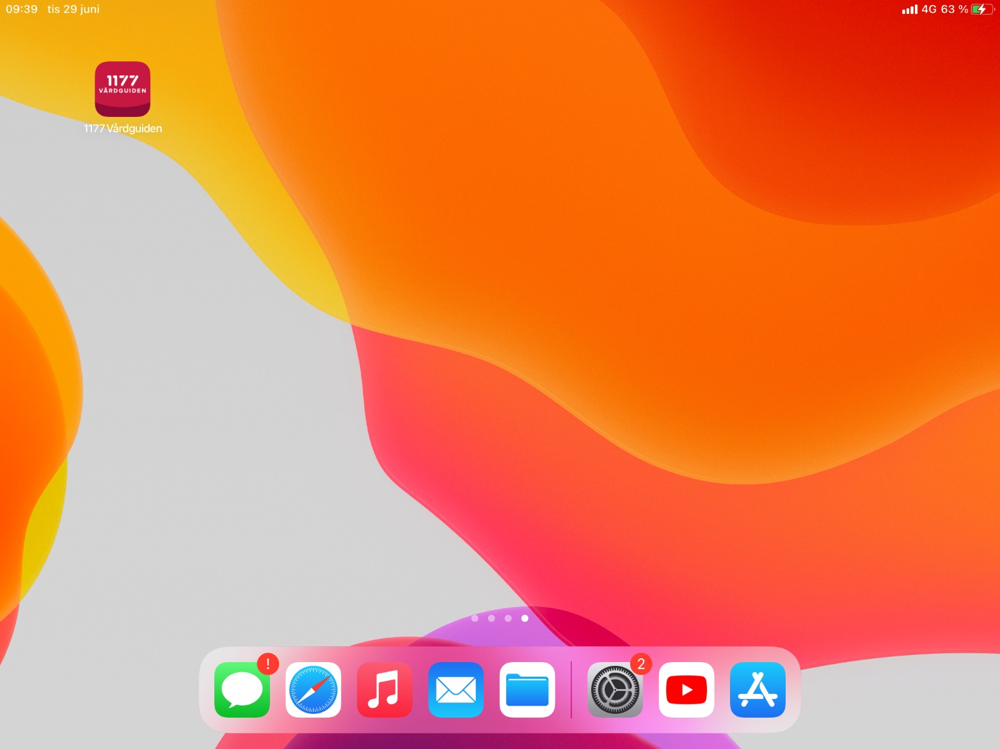 09:39 tis 29 juni
4G 63 %
1177
VÅRDGUIDEN
1177 Vårdguiden
!
2